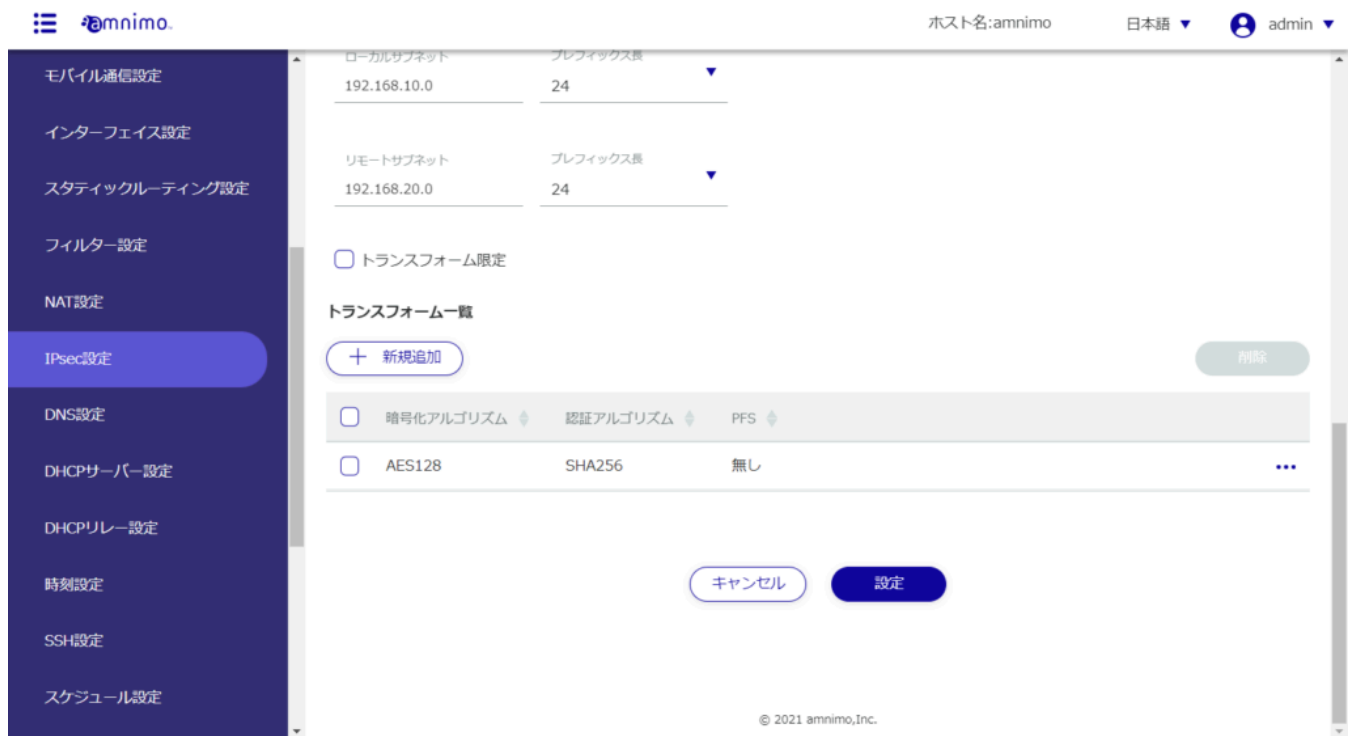 amnimo
ホスト名:amnimo
日本語
admin
モバイル通信設定
インターフェイス設定
スタティックルーティング設定
フィルター設定
NAT設定
IPsec設定
DNS設定
DHCPサーバー設定
DHCPリレー設定
時刻設定
SSH設定
スケジュール設定
ローカルサブネット プレフィックス長
192.168.10.0 24
リモートサブネット プレフィックス長
192.168.20.0 24
トランスフォーム限定
トランスフォーム一覧
新規追加 削除
暗号化アルゴリズム 認証アルゴリズム PFS
AES128 SHA256 無し
キャンセル 設定
© 2021 amnimo,Inc.